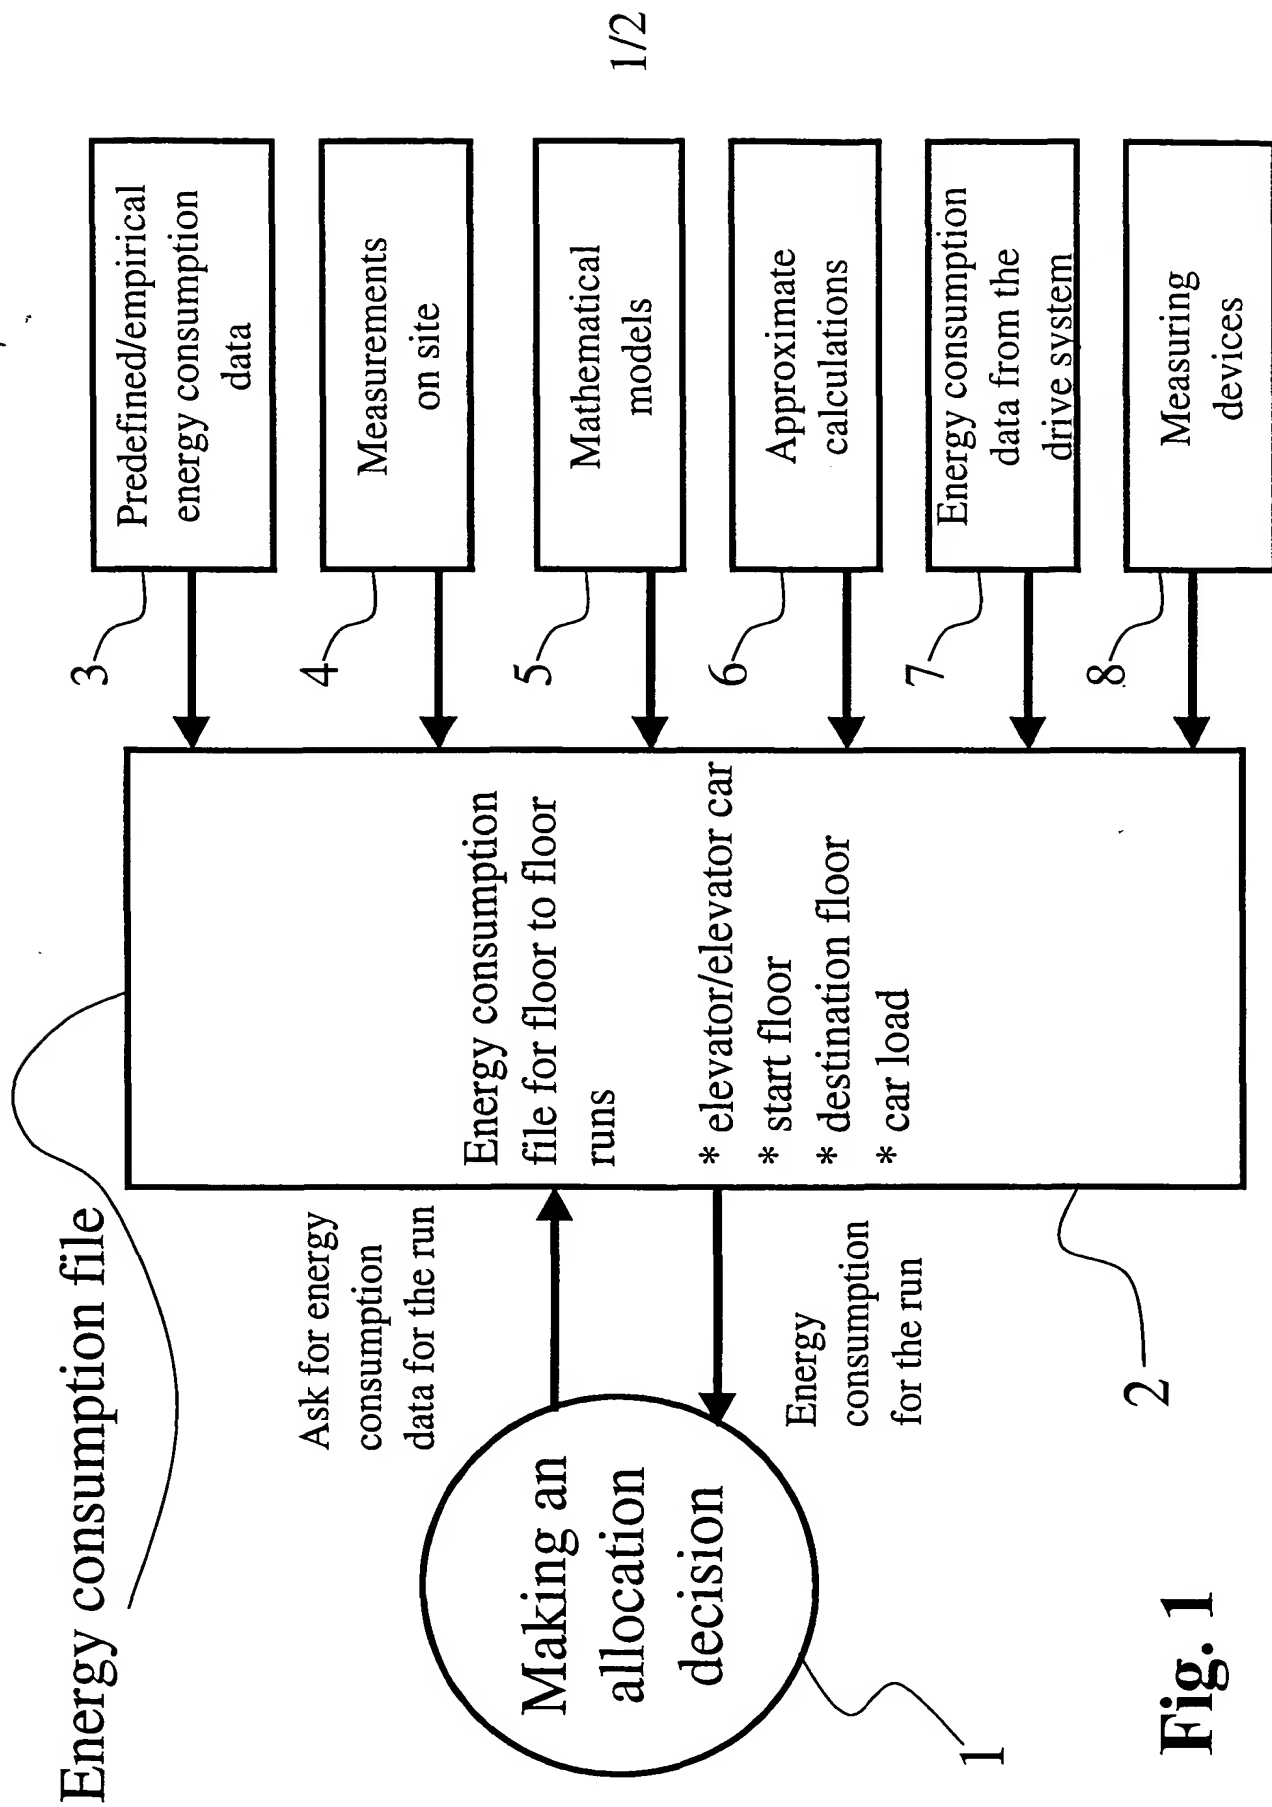 1/2
Energy consumption file
Ask for energy
consumption
data for the run
Making an
allocation
decision
Energy
consumption
for the run
1
2
Energy consumption
file for floor to floor
runs
* elevator/elevator car
* start floor
* destination floor
* car load
3
Predefined/empirical
energy consumption
data
4
Measurements
on site
5
Mathematical
models
6
Approximate
calculations
7
Energy consumption
data from the
drive system
8
Measuring
devices
Fig. 1